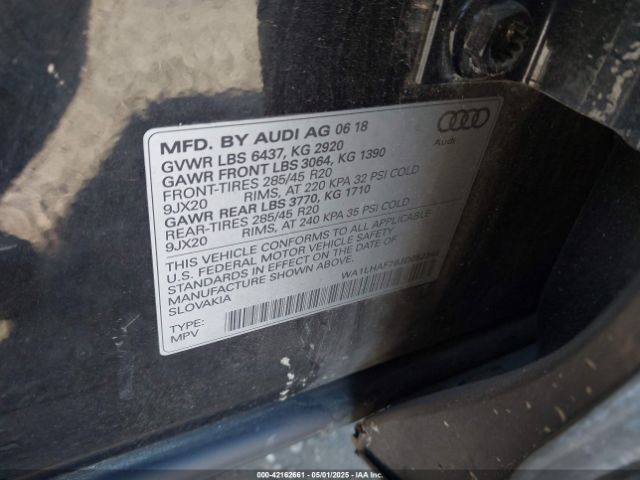 MFD. BY AUDI AG 06 18
GVWR LBS 6437, KG 2920
GAWR FRONT LBS 3064, KG 1390
FRONT-TIRES 285/45 R20
9JX20 RIMS, AT 220 KPA 32 PSI COLD
GAWR REAR LBS 3770, KG 1710
REAR-TIRES 285/45 R20
9JX20 RIMS, AT 240 KPA 35 PSI COLD
THIS VEHICLE CONFORMS TO ALL APPLICABLE
U.S. FEDERAL MOTOR VEHICLE SAFETY
STANDARDS IN EFFECT ON THE DATE OF
MANUFACTURE SHOWN ABOVE.
SLOVAKIA
TYPE:
MPV
Audi
000-42162661 - 05/01/2025 - IAAI.COM